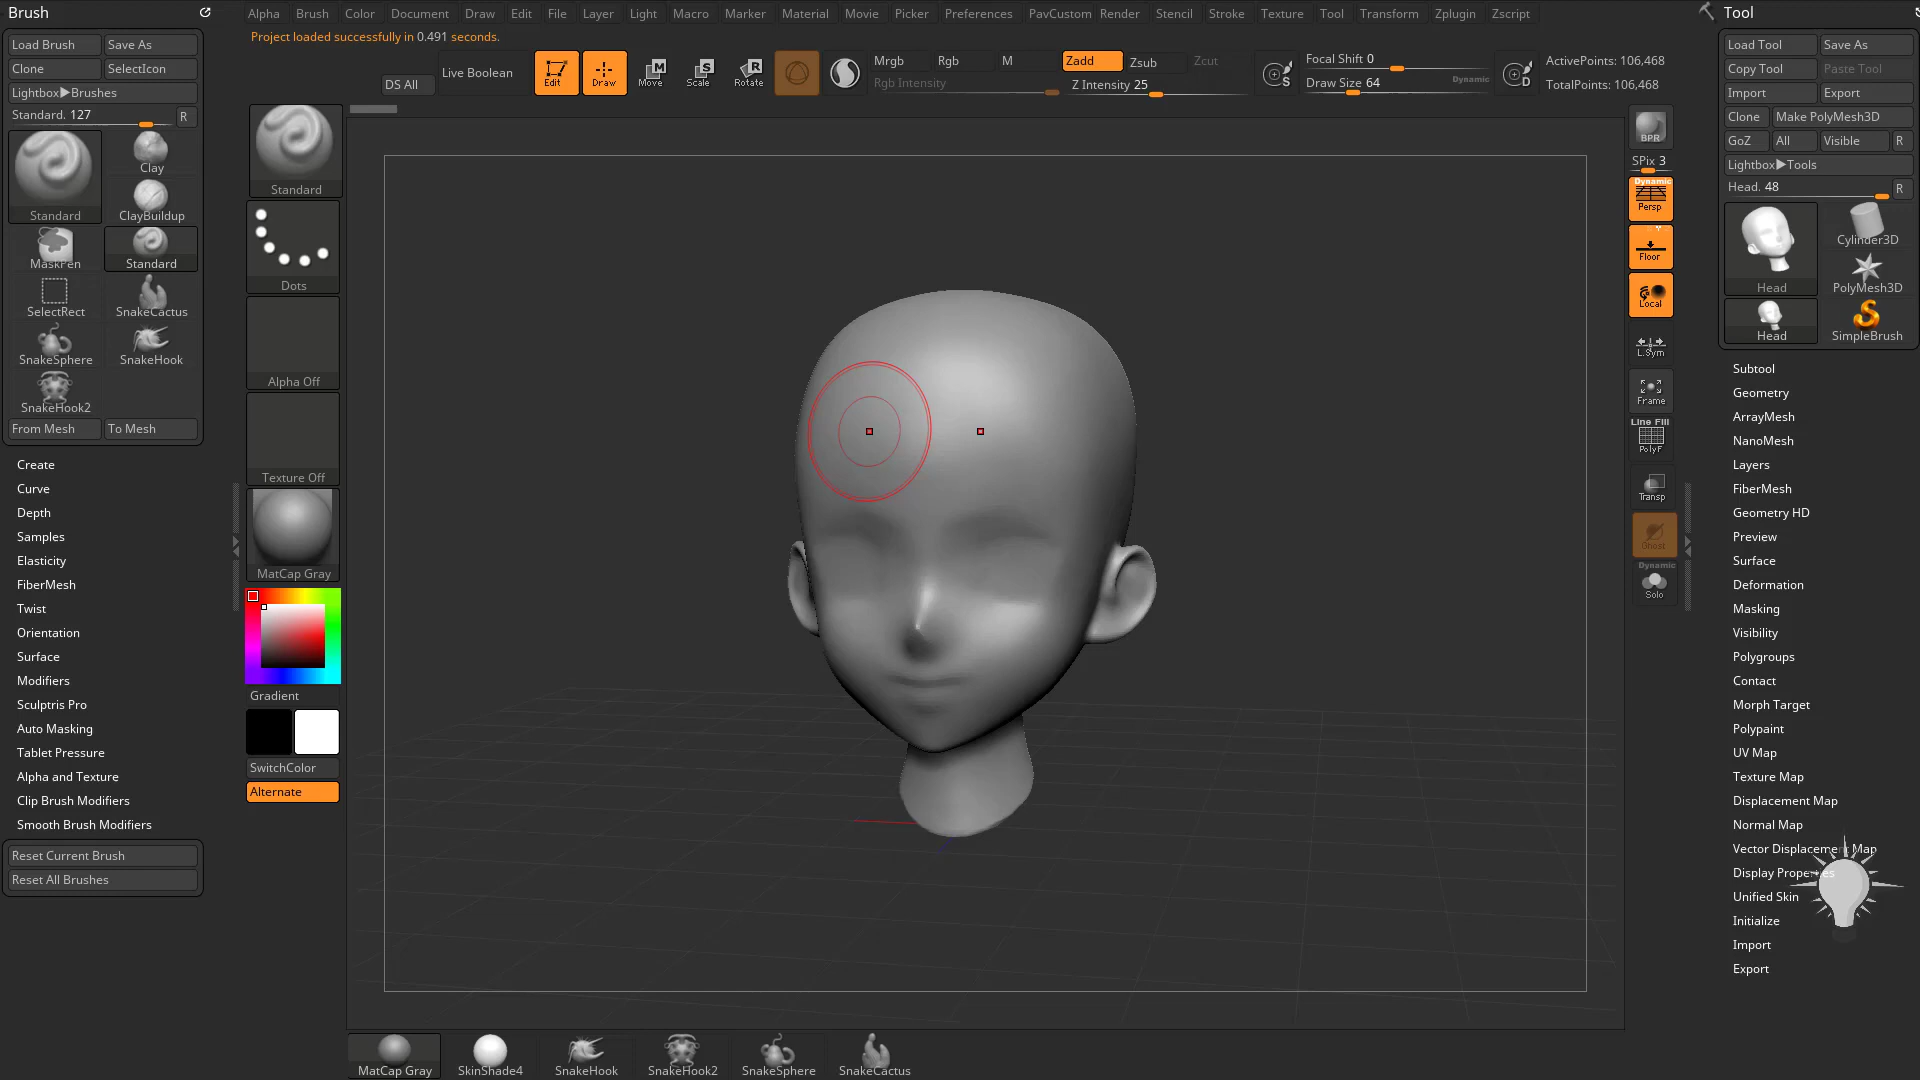 Brush
Alpha Brush Color Document Draw Edit File Layer Light Macro Marker Material Movie Picker Preferences PavCustom Render Stencil Stroke Texture Tool Transform Zplugin Zscript
Tool
Project loaded successfully in 0.491 seconds.
Load Brush Save As
Clone SelectIcon
Lightbox▶Brushes
Standard. 127 R
Standard
Clay
ClayBuildup
MaskPen
Standard
SelectRect
SnakeCactus
SnakeSphere
SnakeHook
SnakeHook2
From Mesh To Mesh
Create
Curve
Depth
Samples
Elasticity
FiberMesh
Twist
Orientation
Surface
Modifiers
Sculptris Pro
Auto Masking
Tablet Pressure
Alpha and Texture
Clip Brush Modifiers
Smooth Brush Modifiers
Reset Current Brush
Reset All Brushes
DS All
Live Boolean
Edit
Draw
Move
Scale
Rotate
Mrgb Rgb M
Rgb Intensity
Zadd Zsub Zcut
Z Intensity 25
Focal Shift 0
Draw Size 64 Dynamic
ActivePoints: 106,468
TotalPoints: 106,468
Standard
Dots
Alpha Off
Texture Off
MatCap Gray
Gradient
SwitchColor
Alternate
BPR
SPix 3
Dynamic
Persp
Floor
Local
L.Sym
Frame
Line Fill
PolyF
Transp
Ghost
Dynamic
Solo
Load Tool Save As
Copy Tool Paste Tool
Import Export
Clone Make PolyMesh3D
GoZ All Visible R
Lightbox▶Tools
Head. 48 R
Head
Cylinder3D
PolyMesh3D
Head
SimpleBrush
Subtool
Geometry
ArrayMesh
NanoMesh
Layers
FiberMesh
Geometry HD
Preview
Surface
Deformation
Masking
Visibility
Polygroups
Contact
Morph Target
Polypaint
UV Map
Texture Map
Displacement Map
Normal Map
Vector Displacement Map
Display Properties
Unified Skin
Initialize
Import
Export
MatCap Gray SkinShade4 SnakeHook SnakeHook2 SnakeSphere SnakeCactus